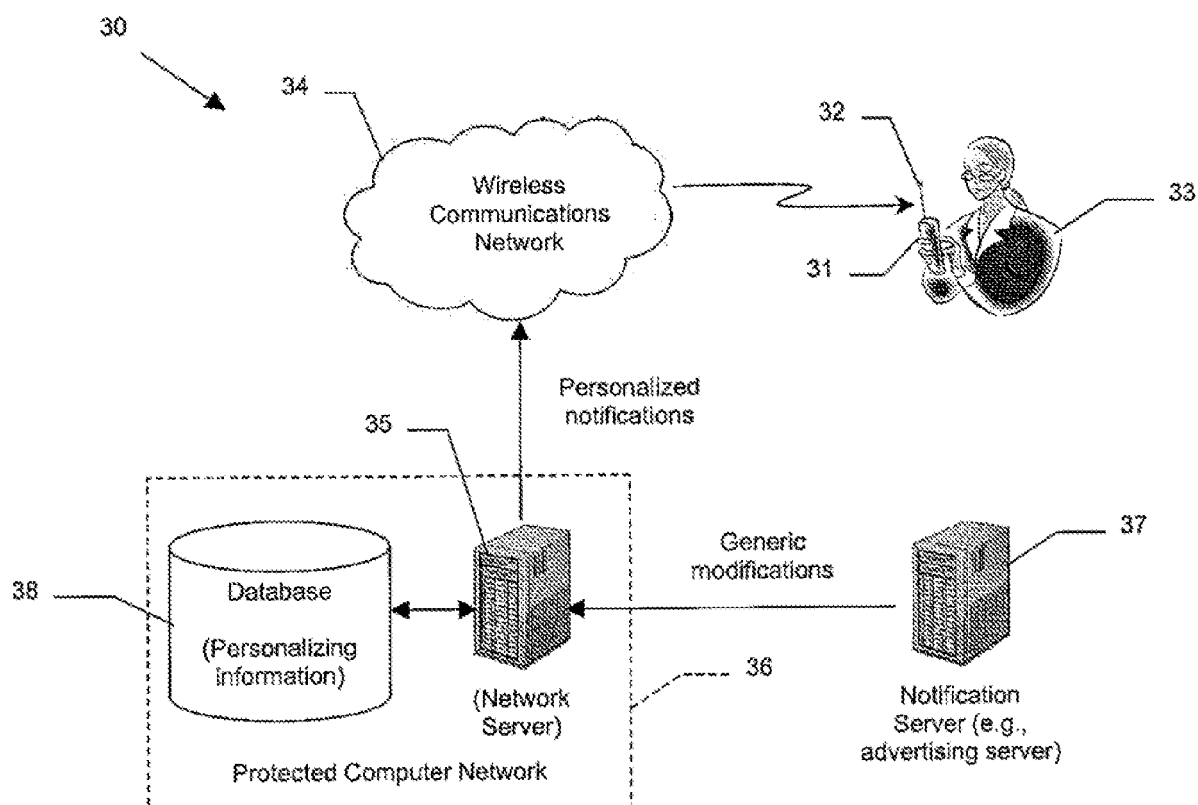 30
34
Wireless
Communications
Network
32
33
31
Personalized
notifications
35
Generic
modifications
37
38
Database
(Personalizing
information)
(Network
Server)
36
Notification
Server (e.g.,
advertising server)
Protected Computer Network